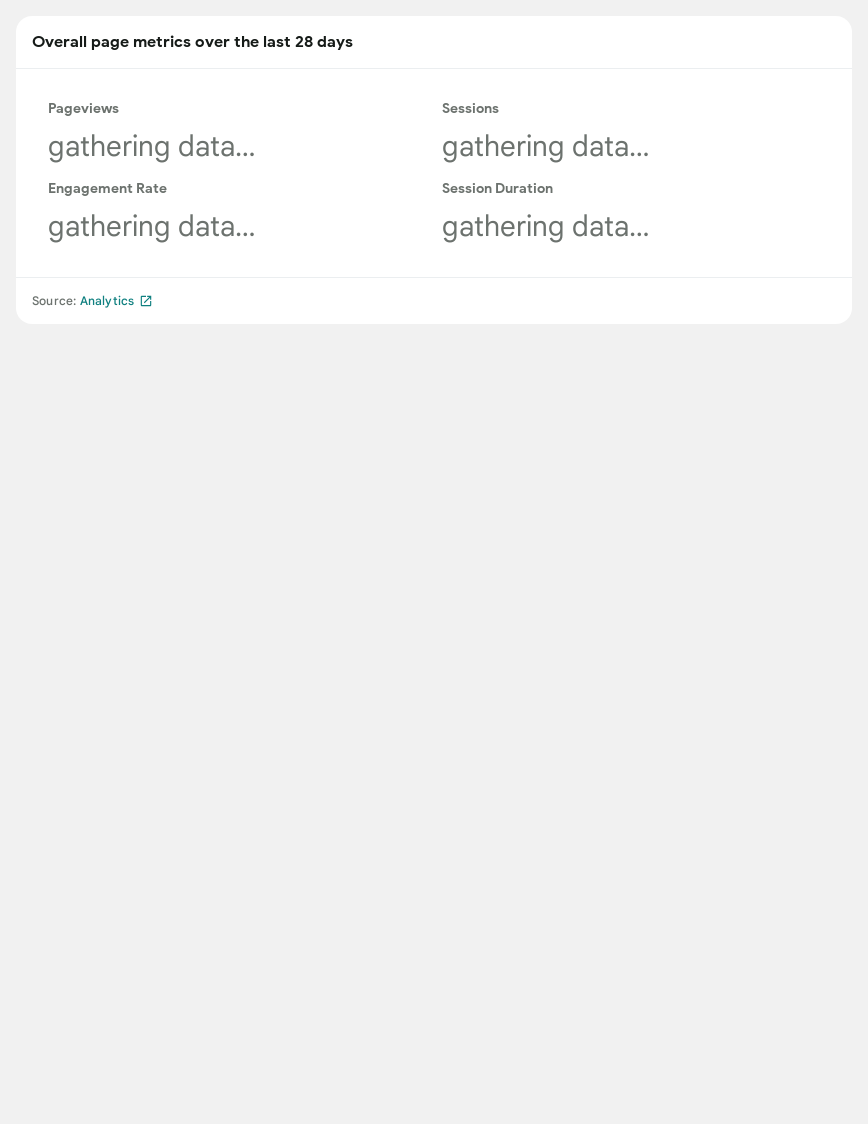 Overall page metrics over the last 28 days
Pageviews
gathering data...
Sessions
gathering data...
Engagement Rate
gathering data...
Session Duration
gathering data...
Source: Analytics